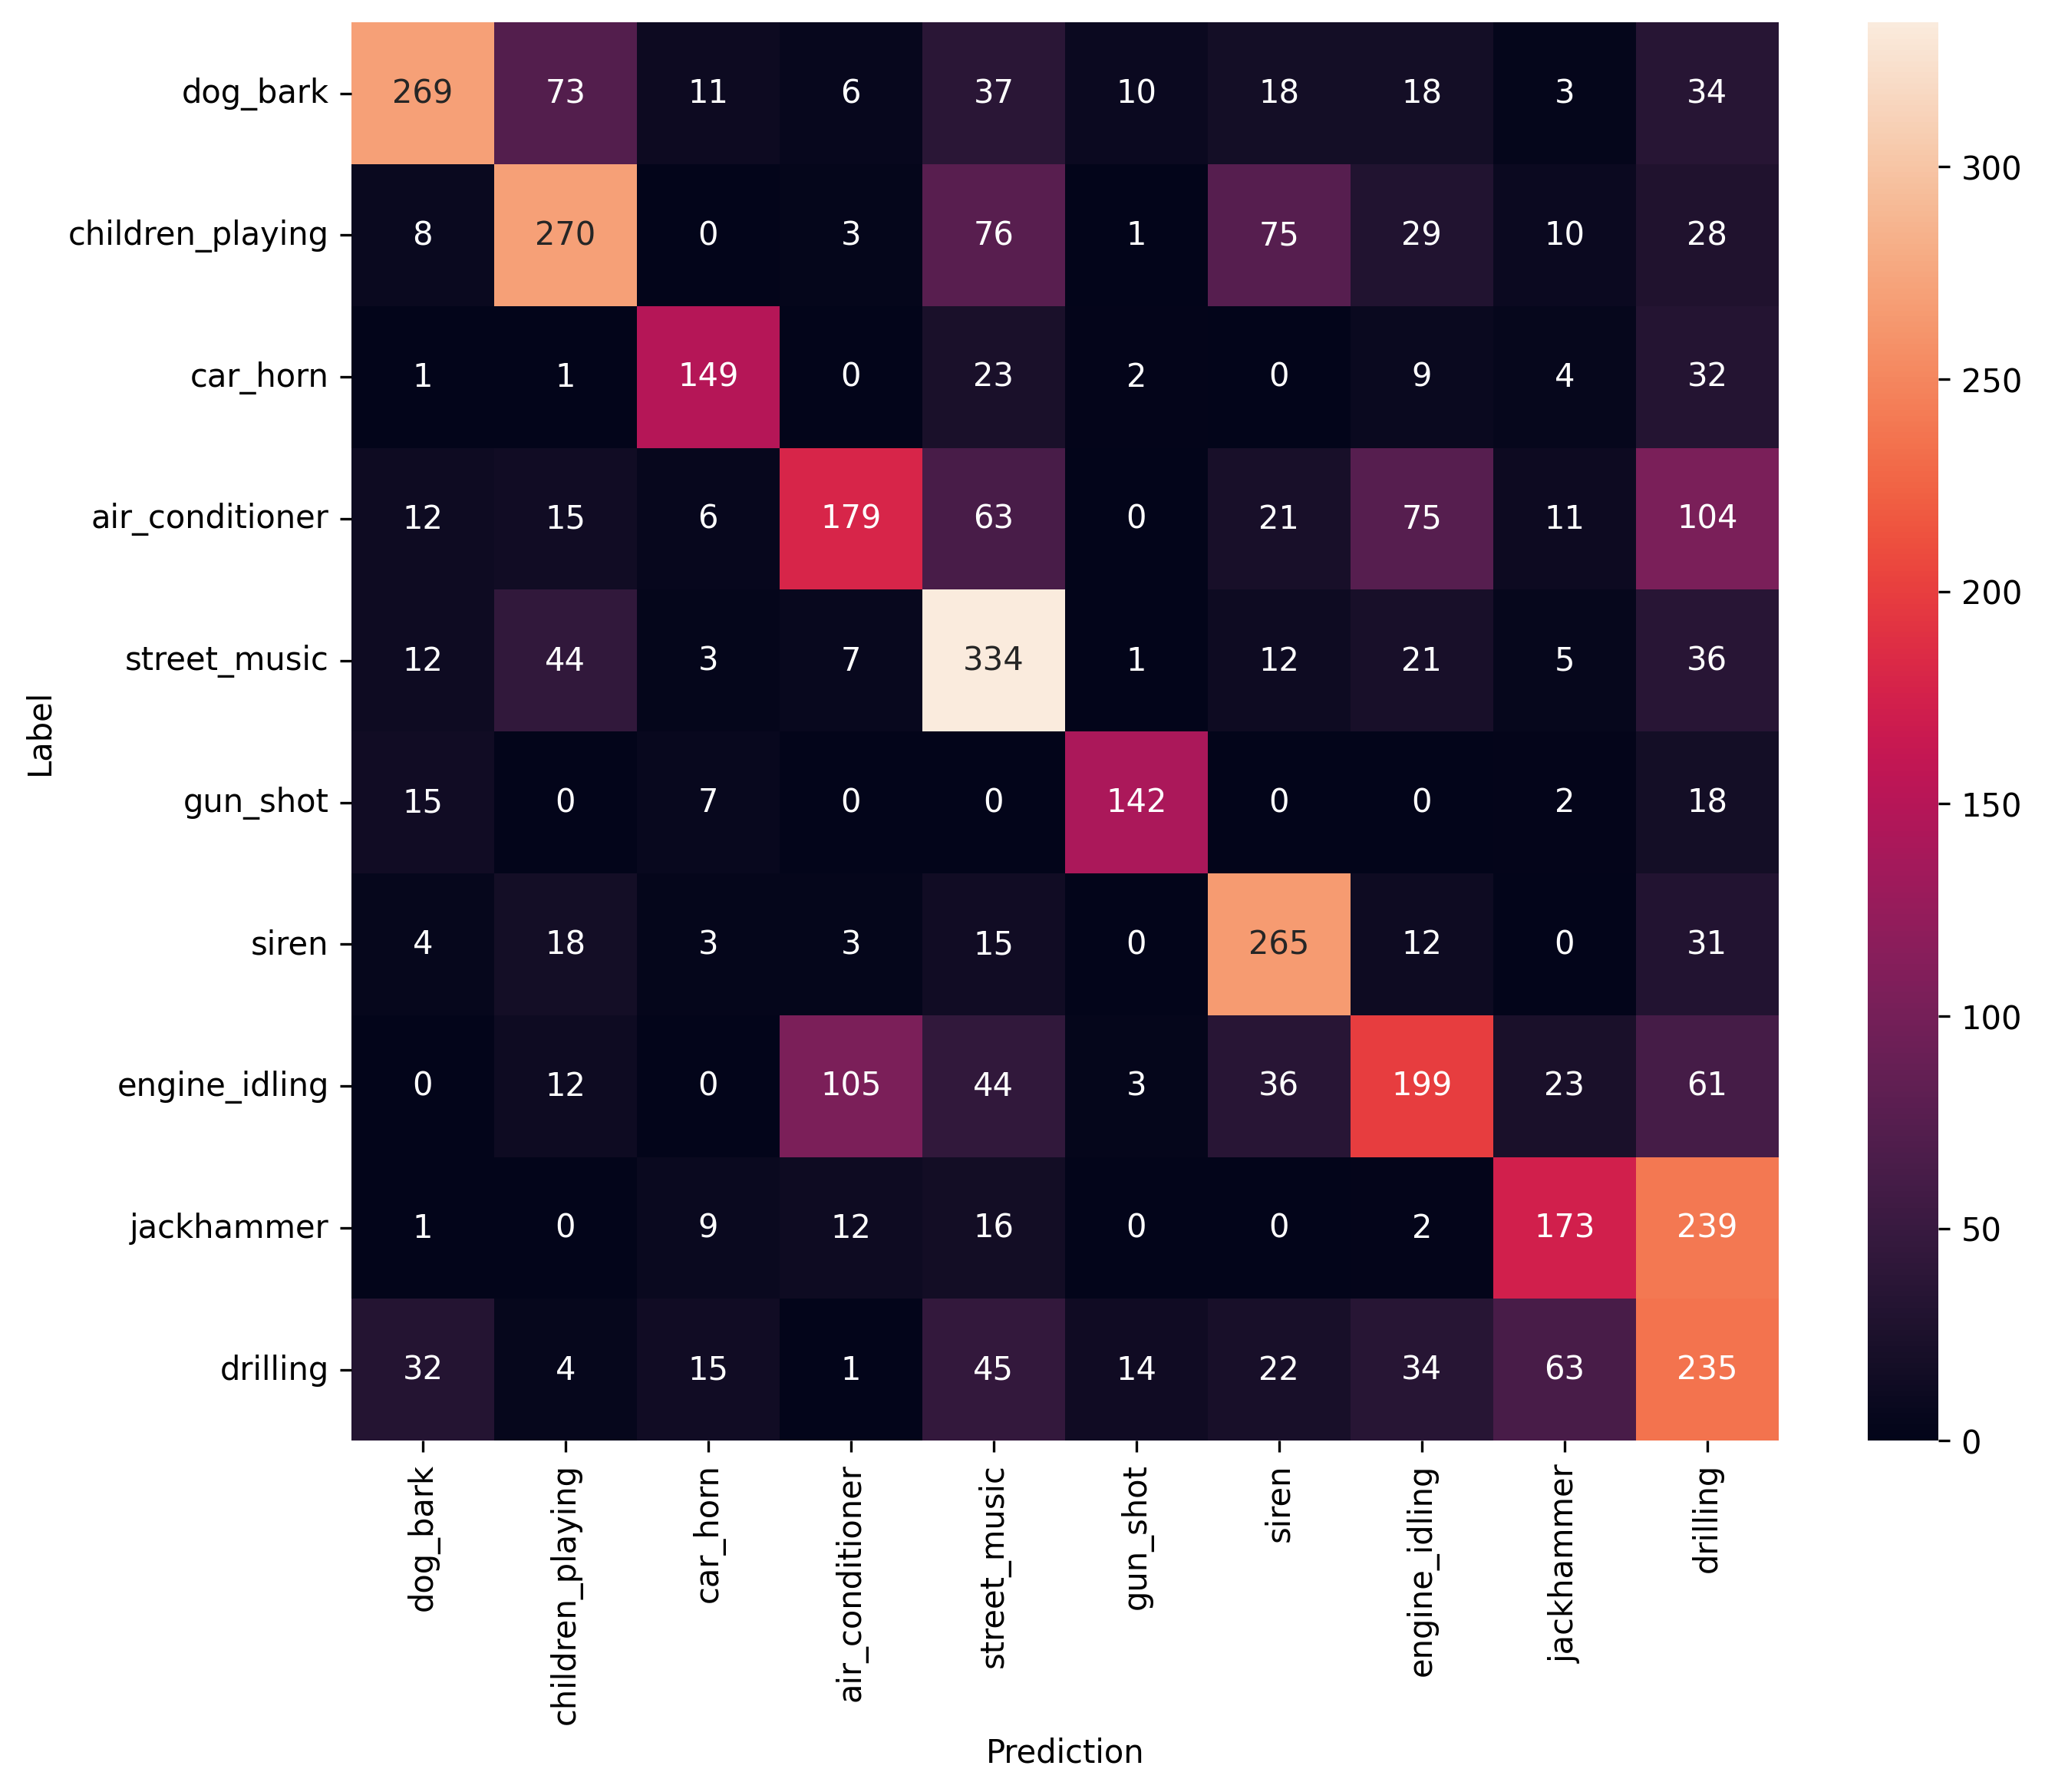 dog_bark 269 73 11 6 37 10 18 18 3 34
children_playing 8 270 0 3 76 1 75 29 10 28
car_horn 1 1 149 0 23 2 0 9 4 32
air_conditioner 12 15 6 179 63 0 21 75 11 104
street_music 12 44 3 7 334 1 12 21 5 36
gun_shot 15 0 7 0 0 142 0 0 2 18
siren 4 18 3 3 15 0 265 12 0 31
engine_idling 0 12 0 105 44 3 36 199 23 61
jackhammer 1 0 9 12 16 0 0 2 173 239
drilling 32 4 15 1 45 14 22 34 63 235
Label
dog_bark
children_playing
car_horn
air_conditioner
street_music
gun_shot
siren
engine_idling
jackhammer
drilling
Prediction
300
250
200
150
100
50
0